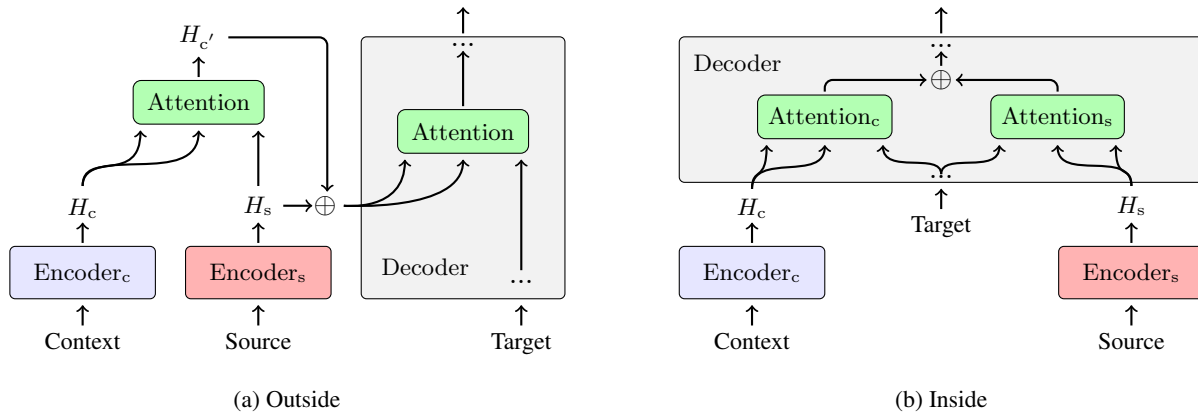 H_c′
...
Attention
Attention
H_c
H_s
⊕
Decoder
...
Encoder_c
Encoder_s
Context
Source
Target
(a) Outside
...
Decoder
⊕
Attention_c
Attention_s
...
H_c
Target
H_s
Encoder_c
Encoder_s
Context
Source
(b) Inside